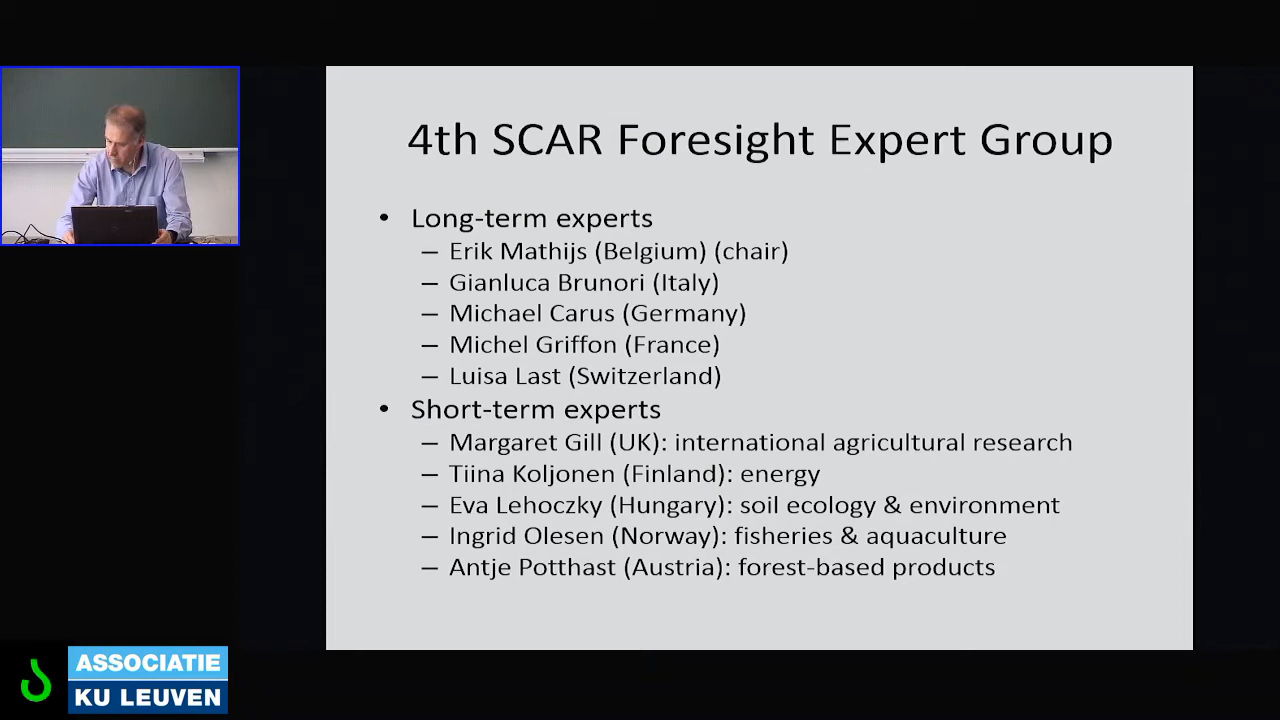 4th SCAR Foresight Expert Group
• Long-term experts
– Erik Mathijs (Belgium) (chair)
– Gianluca Brunori (Italy)
– Michael Carus (Germany)
– Michel Griffon (France)
– Luisa Last (Switzerland)
• Short-term experts
– Margaret Gill (UK): international agricultural research
– Tiina Koljonen (Finland): energy
– Eva Lehoczky (Hungary): soil ecology & environment
– Ingrid Olesen (Norway): fisheries & aquaculture
– Antje Potthast (Austria): forest-based products
ASSOCIATIE
KU LEUVEN